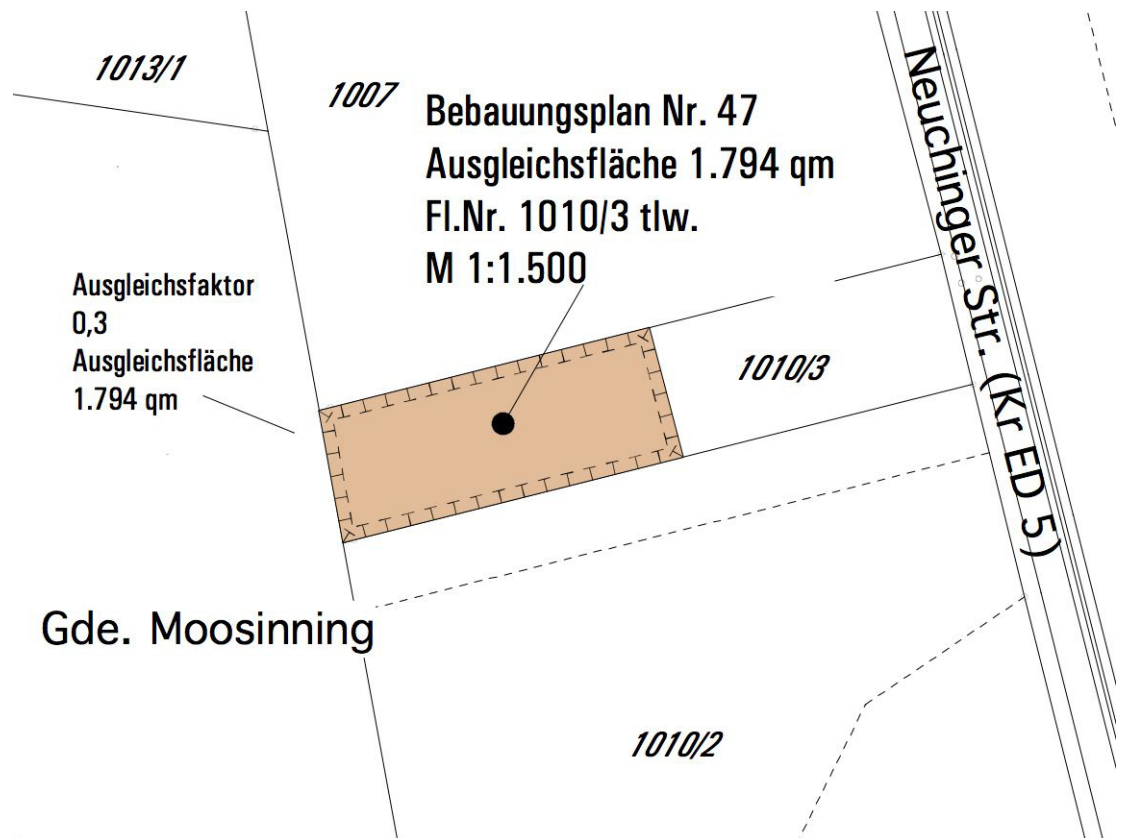 1013/1
1007
Bebauungsplan Nr. 47
Ausgleichsfläche 1.794 qm
Fl.Nr. 1010/3 tlw.
M 1:1.500
Neuchinger Str. (Kr ED 5)
Ausgleichsfaktor
0,3
Ausgleichsfläche
1.794 qm
1010/3
Gde. Moosinning
1010/2